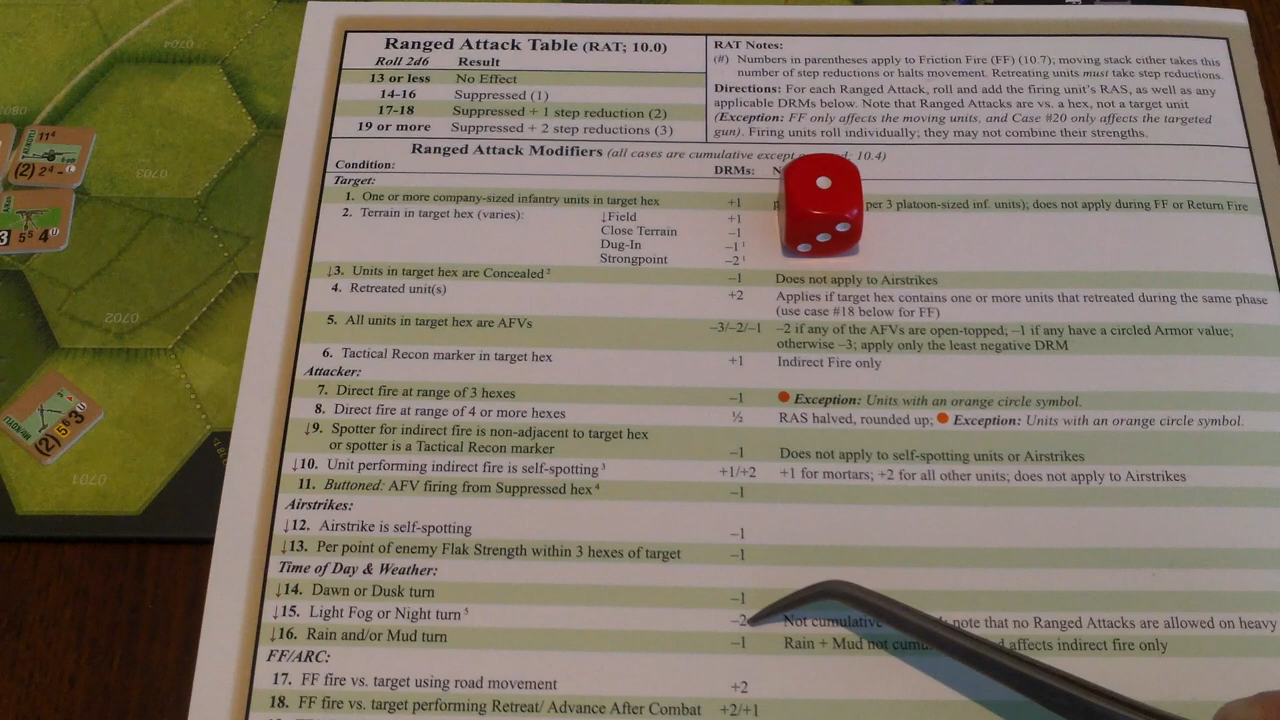 Ranged Attack Table (RAT; 10.0)
Roll 2d6 Result
13 or less No Effect
14-16 Suppressed (1)
17-18 Suppressed + 1 step reduction (2)
19 or more Suppressed + 2 step reductions (3)
RAT Notes:
(#) Numbers in parentheses apply to Friction Fire (FF) (10.7); moving stack either takes this
number of step reductions or halts movement. Retreating units must take step reductions.
Directions: For each Ranged Attack, roll and add the firing unit's RAS, as well as any
applicable DRMs below. Note that Ranged Attacks are vs. a hex, not a target unit
(Exception: FF only affects the moving units, and Case #20 only affects the targeted
gun). Firing units roll individually; they may not combine their strengths.
Ranged Attack Modifiers (all cases are cumulative except 10.4)
Condition: DRMs:
Target:
1. One or more company-sized infantry units in target hex +1 per 3 platoon-sized inf. units); does not apply during FF or Return Fire
2. Terrain in target hex (varies): ↓Field +1
Close Terrain –1
Dug-In –1¹
Strongpoint –2¹
↓3. Units in target hex are Concealed² –1 Does not apply to Airstrikes
4. Retreated unit(s) +2 Applies if target hex contains one or more units that retreated during the same phase
(use case #18 below for FF)
5. All units in target hex are AFVs –3/–2/–1 –2 if any of the AFVs are open-topped; –1 if any have a circled Armor value;
otherwise –3; apply only the least negative DRM
6. Tactical Recon marker in target hex +1 Indirect Fire only
Attacker:
7. Direct fire at range of 3 hexes –1 Exception: Units with an orange circle symbol.
8. Direct fire at range of 4 or more hexes ½ RAS halved, rounded up; Exception: Units with an orange circle symbol.
↓9. Spotter for indirect fire is non-adjacent to target hex
or spotter is a Tactical Recon marker –1 Does not apply to self-spotting units or Airstrikes
↓10. Unit performing indirect fire is self-spotting³ +1/+2 +1 for mortars; +2 for all other units; does not apply to Airstrikes
11. Buttoned: AFV firing from Suppressed hex⁴ –1
Airstrikes:
↓12. Airstrike is self-spotting –1
↓13. Per point of enemy Flak Strength within 3 hexes of target –1
Time of Day & Weather:
↓14. Dawn or Dusk turn –1
↓15. Light Fog or Night turn⁵ –2 Not cumulative note that no Ranged Attacks are allowed on heavy
↓16. Rain and/or Mud turn –1 Rain + Mud not affects indirect fire only
FF/ARC:
17. FF fire vs. target using road movement +2
18. FF fire vs. target performing Retreat/ Advance After Combat +2/+1
0704
0703
0702
0701
11⁴
(2) 2⁴ -
3 5⁵ 4
(2) 5⁶ 3